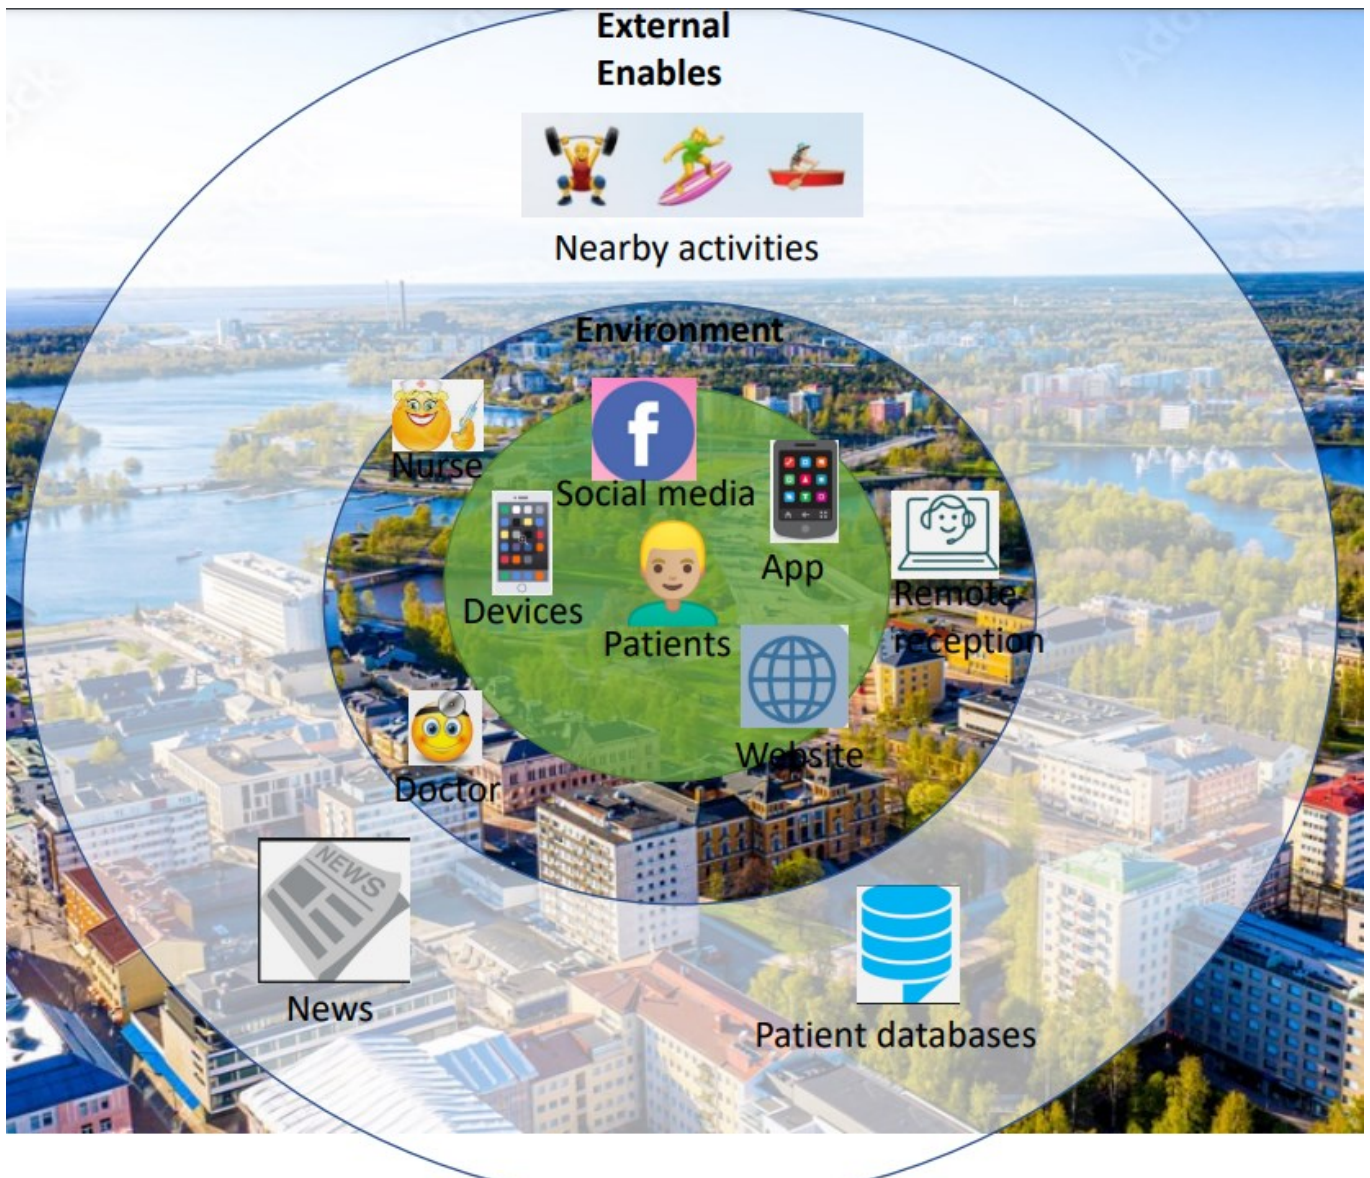 External
Enables
Nearby activities
Environment
Nurse
f
Social media
App
Devices
Remote
reception
Patients
Website
Doctor
NEWS
News
Patient databases